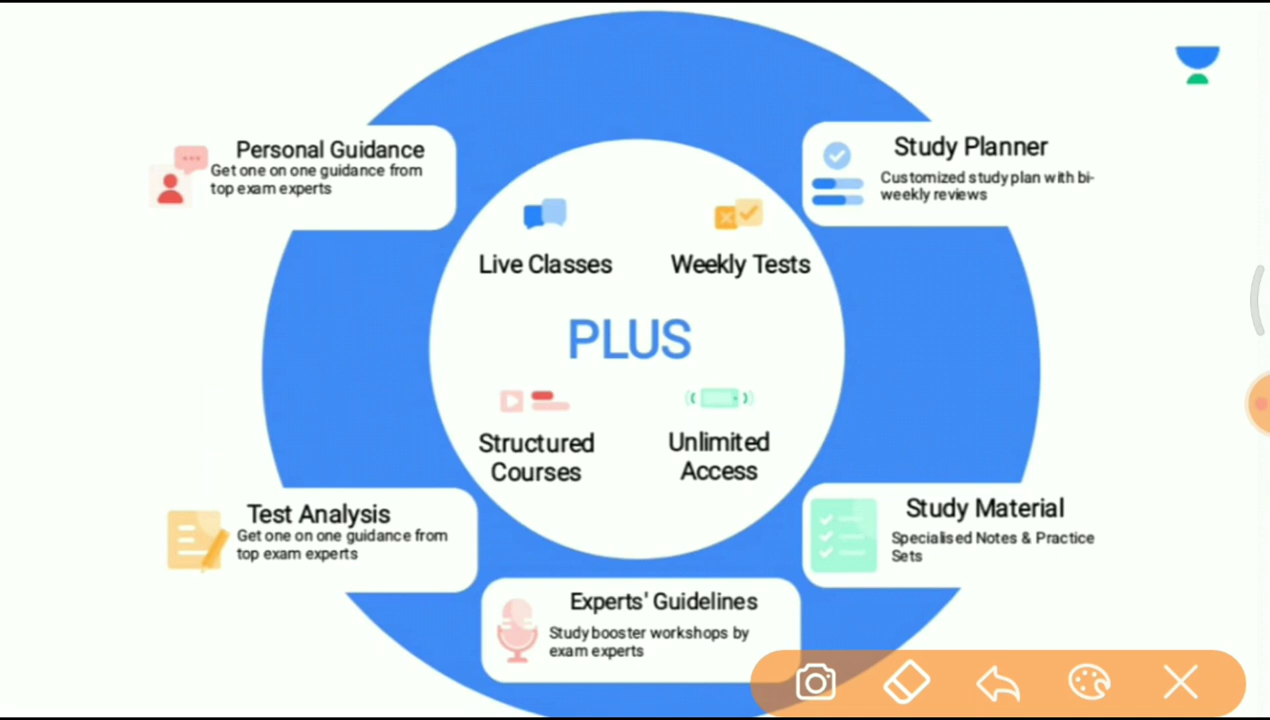 Personal Guidance
Get one on one guidance from
top exam experts
Study Planner
Customized study plan with bi-
weekly reviews
Live Classes
Weekly Tests
PLUS
Structured
Courses
Unlimited
Access
Test Analysis
Get one on one guidance from
top exam experts
Study Material
Specialised Notes & Practice
Sets
Experts' Guidelines
Study booster workshops by
exam experts